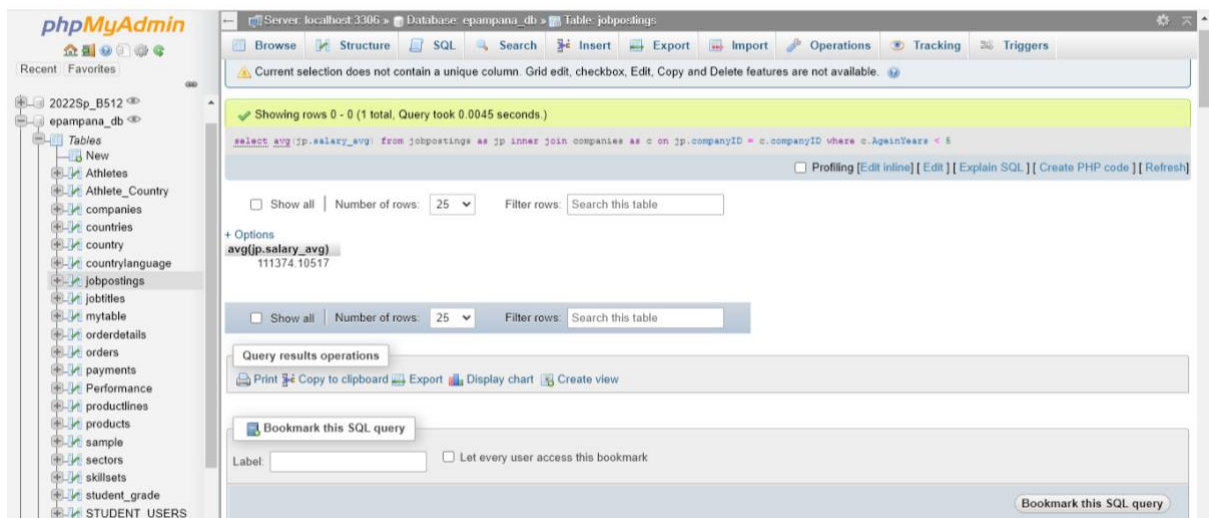 phpMyAdmin
Recent Favorites
2022Sp_B512
epampana_db
Tables
New
Athletes
Athlete_Country
companies
countries
country
countrylanguage
jobpostings
jobtitles
mytable
orderdetails
orders
payments
Performance
productlines
products
sample
sectors
skillsets
student_grade
STUDENT_USERS
Server: localhost:3306 » Database: epampana_db » Table: jobpostings
Browse Structure SQL Search Insert Export Import Operations Tracking Triggers
Current selection does not contain a unique column. Grid edit, checkbox, Edit, Copy and Delete features are not available.
Showing rows 0 - 0 (1 total, Query took 0.0045 seconds.)
select avg(jp.salary_avg) from jobpostings as jp inner join companies as c on jp.companyID = c.companyID where c.AgeinYears < 5
Profiling [Edit inline] [ Edit ] [ Explain SQL ] [ Create PHP code ] [ Refresh]
Show all | Number of rows: 25 Filter rows: Search this table
+ Options
avg(jp.salary_avg)
111374.10517
Show all | Number of rows: 25 Filter rows: Search this table
Query results operations
Print Copy to clipboard Export Display chart Create view
Bookmark this SQL query
Label: Let every user access this bookmark
Bookmark this SQL query